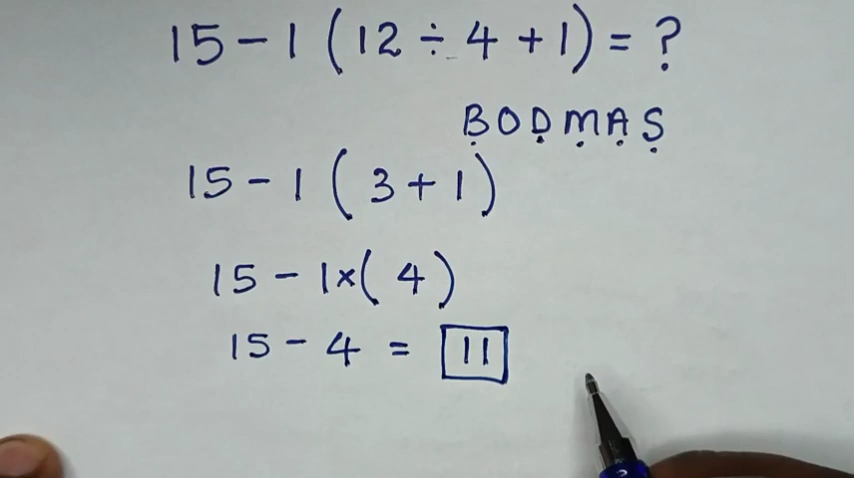 15 - 1 ( 12 ÷ 4 + 1 ) = ?
BODMAS
15 - 1 ( 3 + 1 )
15 - 1 × ( 4 )
15 - 4 = 11